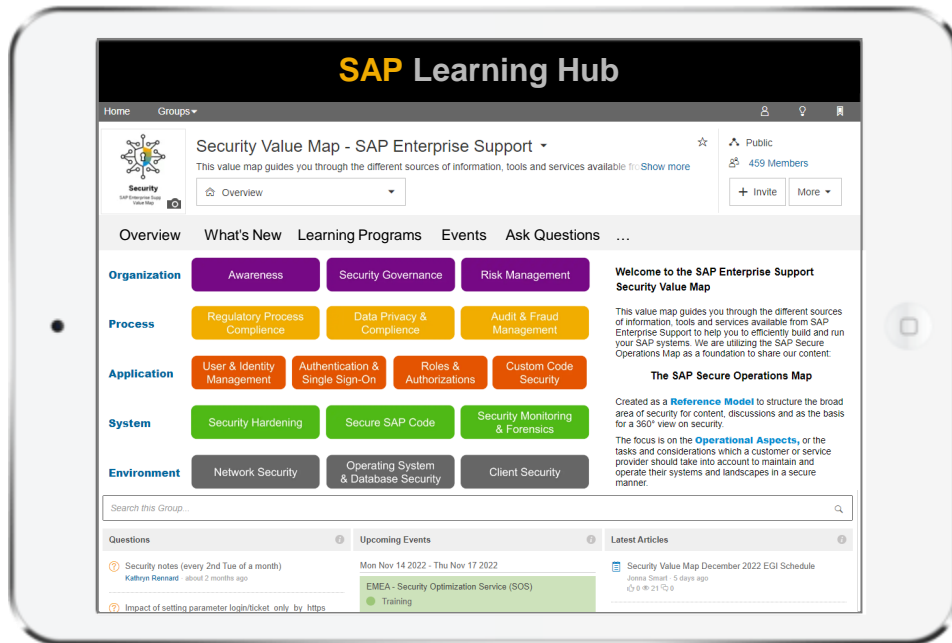 SAP Learning Hub
Home Groups
Security
SAP Enterprise Supp
Value Map
Security Value Map - SAP Enterprise Support
This value map guides you through the different sources of information, tools and services available fro Show more
Overview
Public
459 Members
+ Invite More
Overview What's New Learning Programs Events Ask Questions ...
Organization
Awareness
Security Governance
Risk Management
Process
Regulatory Process
Complience
Data Privacy &
Complience
Audit & Fraud
Management
Application
User & Identity
Management
Authentication &
Single Sign-On
Roles &
Authorizations
Custom Code
Security
System
Security Hardening
Secure SAP Code
Security Monitoring
& Forensics
Environment
Network Security
Operating System
& Database Security
Client Security
Welcome to the SAP Enterprise Support
Security Value Map
This value map guides you through the different sources
of information, tools and services available from SAP
Enterprise Support to help you to efficiently build and run
your SAP systems. We are utilizing the SAP Secure
Operations Map as a foundation to share our content:
The SAP Secure Operations Map
Created as a Reference Model to structure the broad
area of security for content, discussions and as the basis
for a 360° view on security.
The focus is on the Operational Aspects, or the
tasks and considerations which a customer or service
provider should take into account to maintain and
operate their systems and landscapes in a secure
manner.
Search this Group...
Questions
Security notes (every 2nd Tue of a month)
Kathryn Rennard · about 2 months ago
Impact of setting parameter login/ticket_only_by_https
Upcoming Events
Mon Nov 14 2022 - Thu Nov 17 2022
EMEA - Security Optimization Service (SOS)
Training
Latest Articles
Security Value Map December 2022 EGI Schedule
Jonna Smarl · 5 days ago
0 21 0